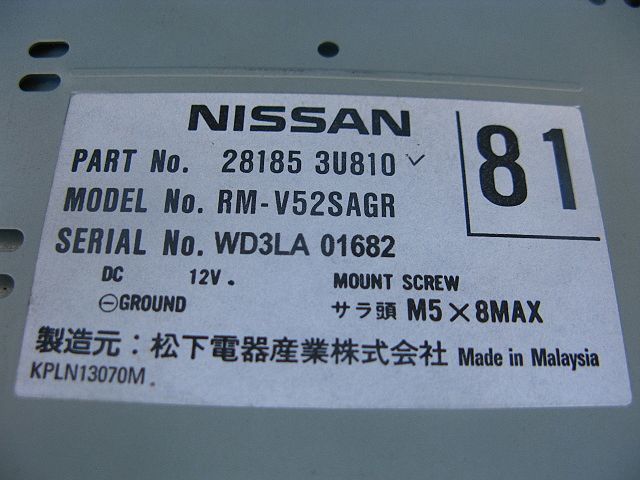 NISSAN
81
PART No. 28185 3U810
MODEL No. RM-V52SAGR
SERIAL No. WD3LA 01682
DC 12V. MOUNT SCREW
⊖GROUND サラ頭 M5×8MAX
製造元：松下電器産業株式会社 Made in Malaysia
KPLN13070M